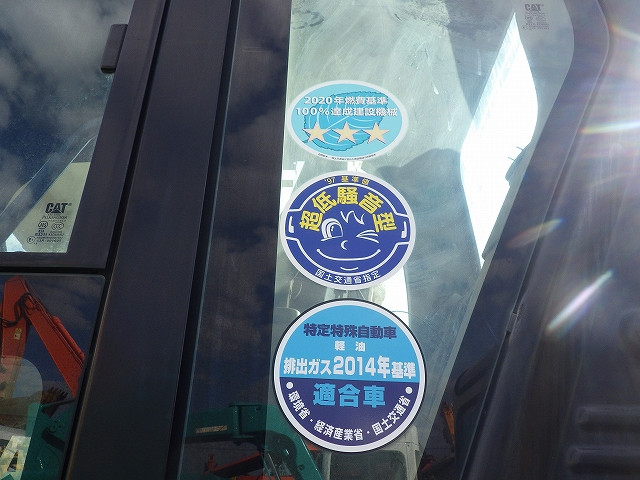 CAT
2020年燃費基準
100%達成建設機械
'97 基準値
超低騒音型
国土交通省指定
CAT
特定特殊自動車
軽油
排出ガス2014年基準
適合車
環境省・経済産業省・国土交通省